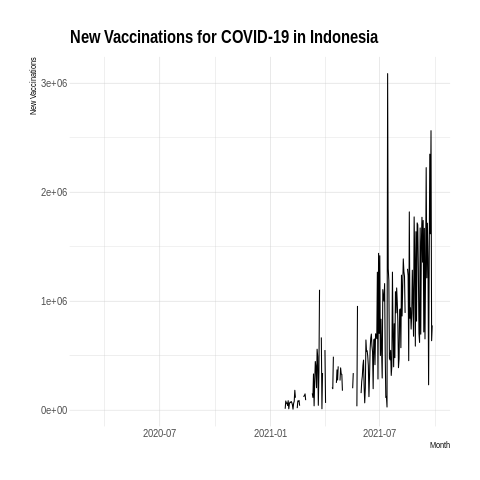 New Vaccinations for COVID-19 in Indonesia
New Vaccinations
3e+06
2e+06
1e+06
0e+00
2020-07
2021-01
2021-07
Month